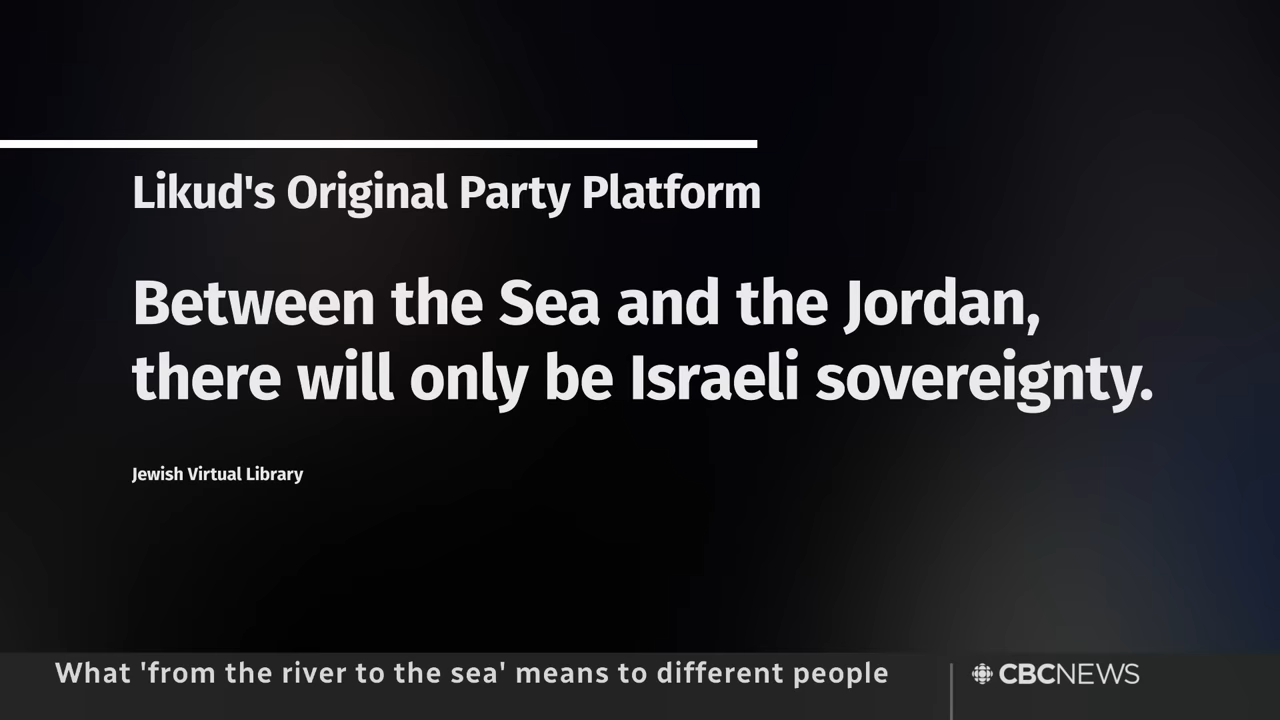 Likud's Original Party Platform
Between the Sea and the Jordan,
there will only be Israeli sovereignty.
Jewish Virtual Library
What 'from the river to the sea' means to different people
CBCNEWS